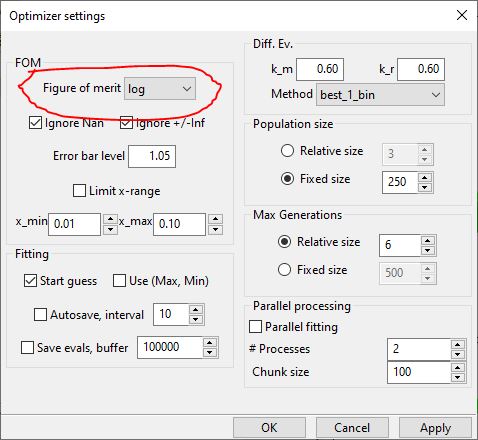 Optimizer settings
FOM
Figure of merit log
Ignore Nan Ignore +/-Inf
Error bar level 1.05
Limit x-range
x_min 0.01 x_max 0.10
Fitting
Start guess Use (Max, Min)
Autosave, interval 10
Save evals, buffer 100000
Diff. Ev.
k_m 0.60 k_r 0.60
Method best_1_bin
Population size
Relative size 3
Fixed size 250
Max Generations
Relative size 6
Fixed size 500
Parallel processing
Parallel fitting
# Processes 2
Chunk size 100
OK Cancel Apply